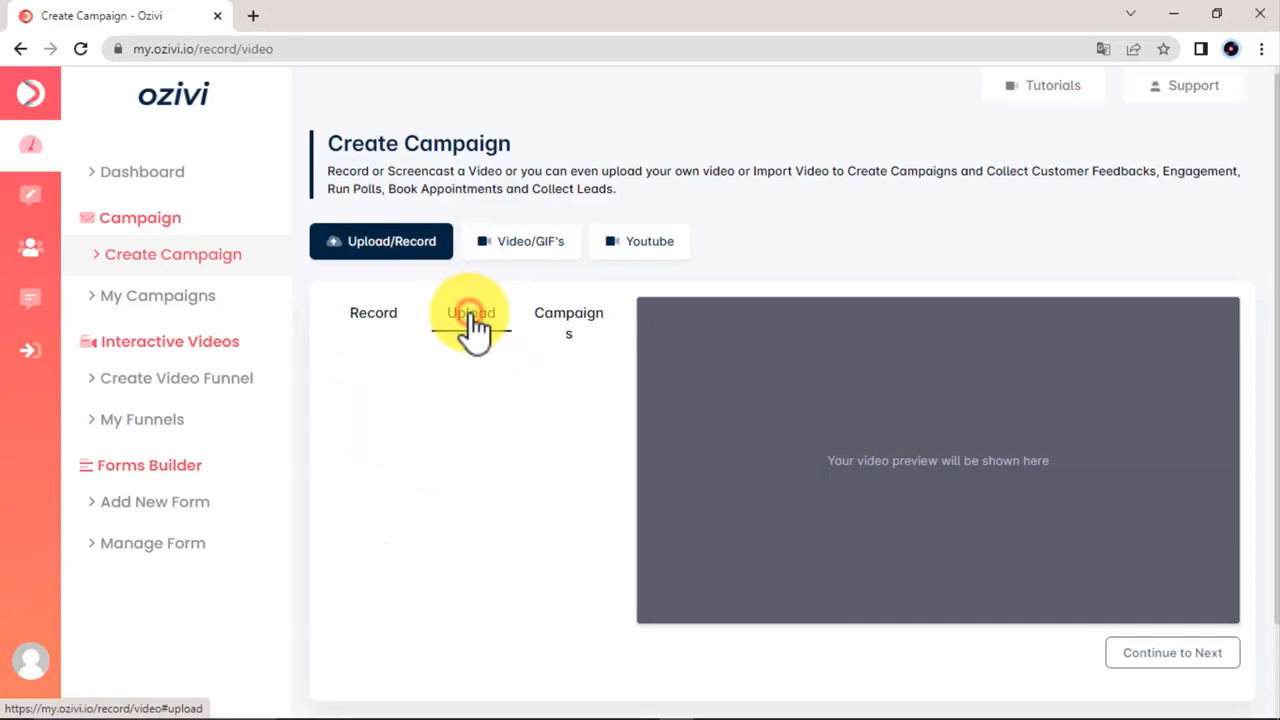 Create Campaign - Ozivi
my.ozivi.io/record/video
ozivi
Tutorials
Support
Dashboard
Campaign
Create Campaign
My Campaigns
Interactive Videos
Create Video Funnel
My Funnels
Forms Builder
Add New Form
Manage Form
Create Campaign
Record or Screencast a Video or you can even upload your own video or Import Video to Create Campaigns and Collect Customer Feedbacks, Engagement,
Run Polls, Book Appointments and Collect Leads.
Upload/Record
Video/GIF's
Youtube
Record
Upload
Campaign
s
Your video preview will be shown here
Continue to Next
https://my.ozivi.io/record/video#upload